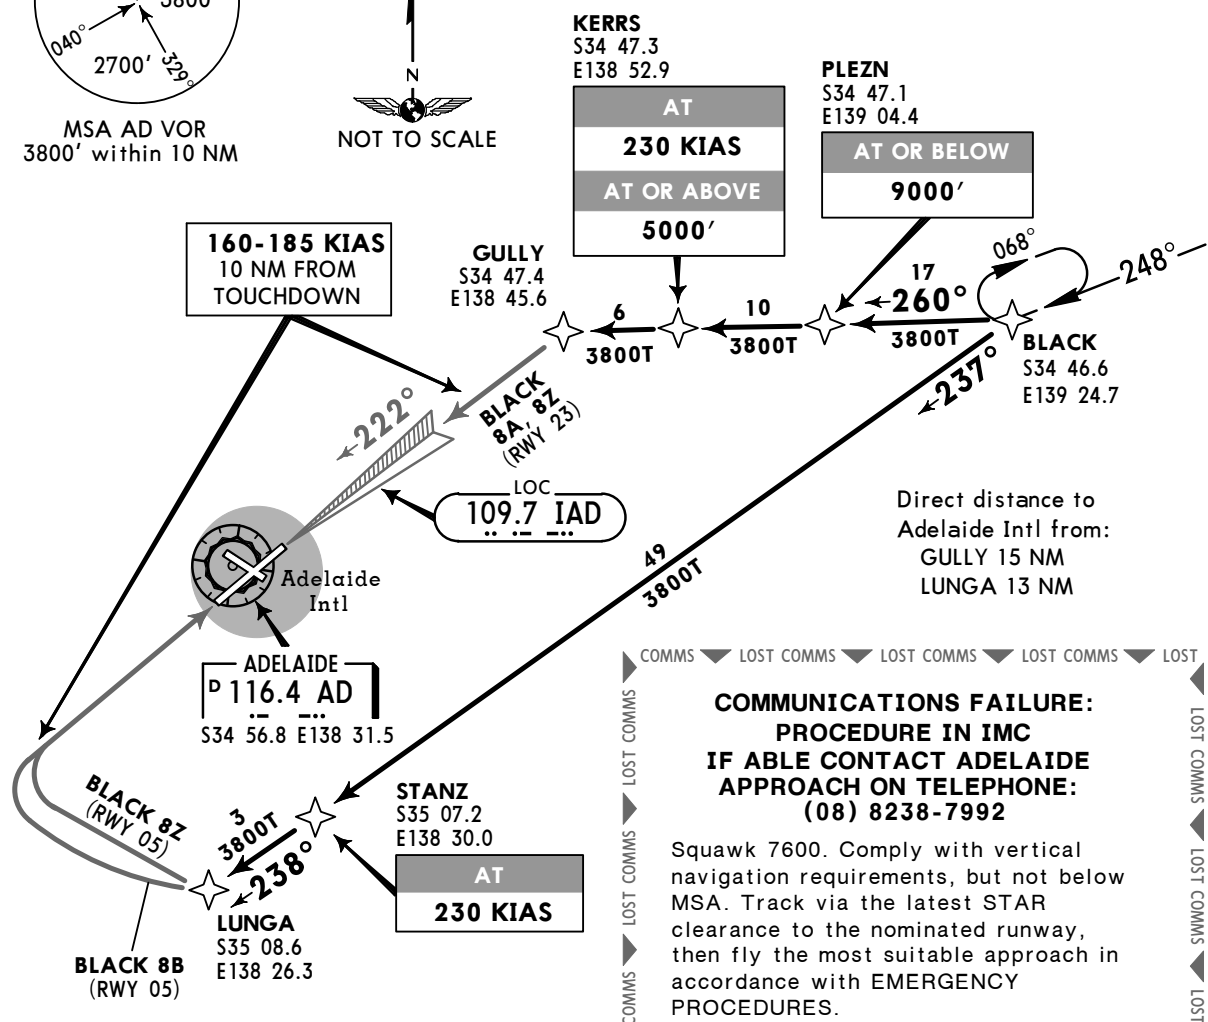 3800'
040°
2700'
329°
MSA AD VOR
3800' within 10 NM
N
NOT TO SCALE
KERRS
S34 47.3
E138 52.9
AT
230 KIAS
AT OR ABOVE
5000'
PLEZN
S34 47.1
E139 04.4
AT OR BELOW
9000'
160-185 KIAS
10 NM FROM
TOUCHDOWN
GULLY
S34 47.4
E138 45.6
6
3800T
10
3800T
17
260°
3800T
068°
248°
BLACK
S34 46.6
E139 24.7
237°
222°
BLACK
8A, 8Z
(RWY 23)
LOC
109.7 IAD
Direct distance to
Adelaide Intl from:
GULLY 15 NM
LUNGA 13 NM
49
3800T
Adelaide
Intl
ADELAIDE
D 116.4 AD
S34 56.8 E138 31.5
BLACK 8Z
(RWY 05)
3
3800T
238°
STANZ
S35 07.2
E138 30.0
AT
230 KIAS
LUNGA
S35 08.6
E138 26.3
BLACK 8B
(RWY 05)
COMMS LOST COMMS LOST COMMS LOST COMMS LOST
LOST COMMS
LOST COMMS
COMMS
LOST COMMS
LOST COMMS
LOST
COMMUNICATIONS FAILURE:
PROCEDURE IN IMC
IF ABLE CONTACT ADELAIDE
APPROACH ON TELEPHONE:
(08) 8238-7992
Squawk 7600. Comply with vertical
navigation requirements, but not below
MSA. Track via the latest STAR
clearance to the nominated runway,
then fly the most suitable approach in
accordance with EMERGENCY
PROCEDURES.